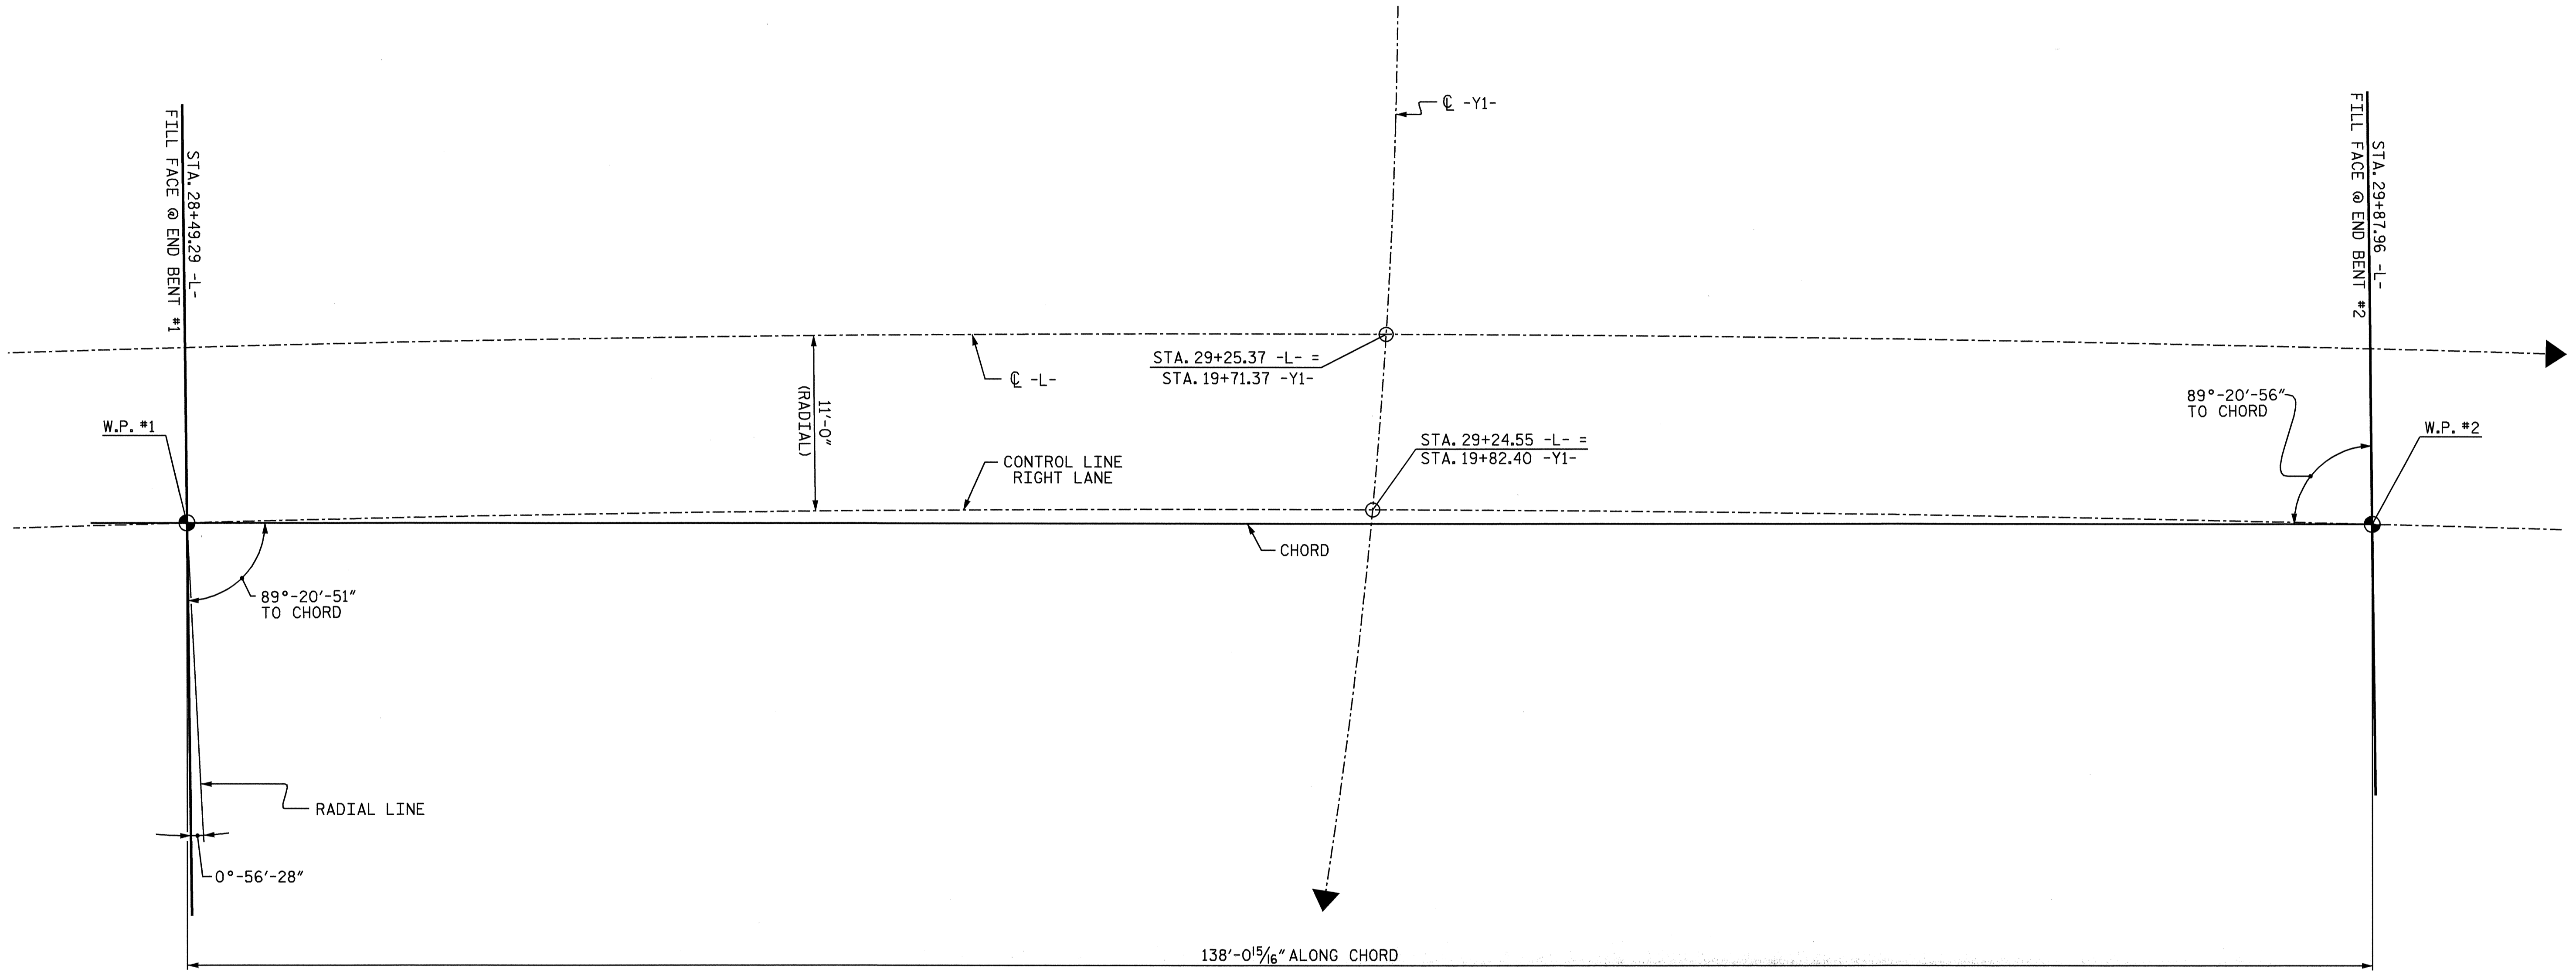 ℄ -Y1-
STA. 28+49.29 -L-
FILL FACE @ END BENT #1
STA. 29+87.96 -L-
FILL FACE @ END BENT #2
STA. 29+25.37 -L- =
STA. 19+71.37 -Y1-
℄ -L-
11'-0"
(RADIAL)
89°-20'-56"
TO CHORD
W.P. #1
W.P. #2
STA. 29+24.55 -L- =
STA. 19+82.40 -Y1-
CONTROL LINE
RIGHT LANE
CHORD
89°-20'-51"
TO CHORD
RADIAL LINE
0°-56'-28"
138'-0 15/16" ALONG CHORD